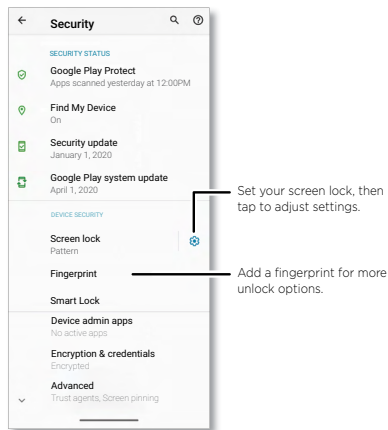 Security
SECURITY STATUS
Google Play Protect
Apps scanned yesterday at 12:00PM
Find My Device
On
Security update
January 1, 2020
Google Play system update
April 1, 2020
DEVICE SECURITY
Screen lock
Pattern
Fingerprint
Smart Lock
Device admin apps
No active apps
Encryption & credentials
Encrypted
Advanced
Trust agents, Screen pinning
Set your screen lock, then
tap to adjust settings.
Add a fingerprint for more
unlock options.